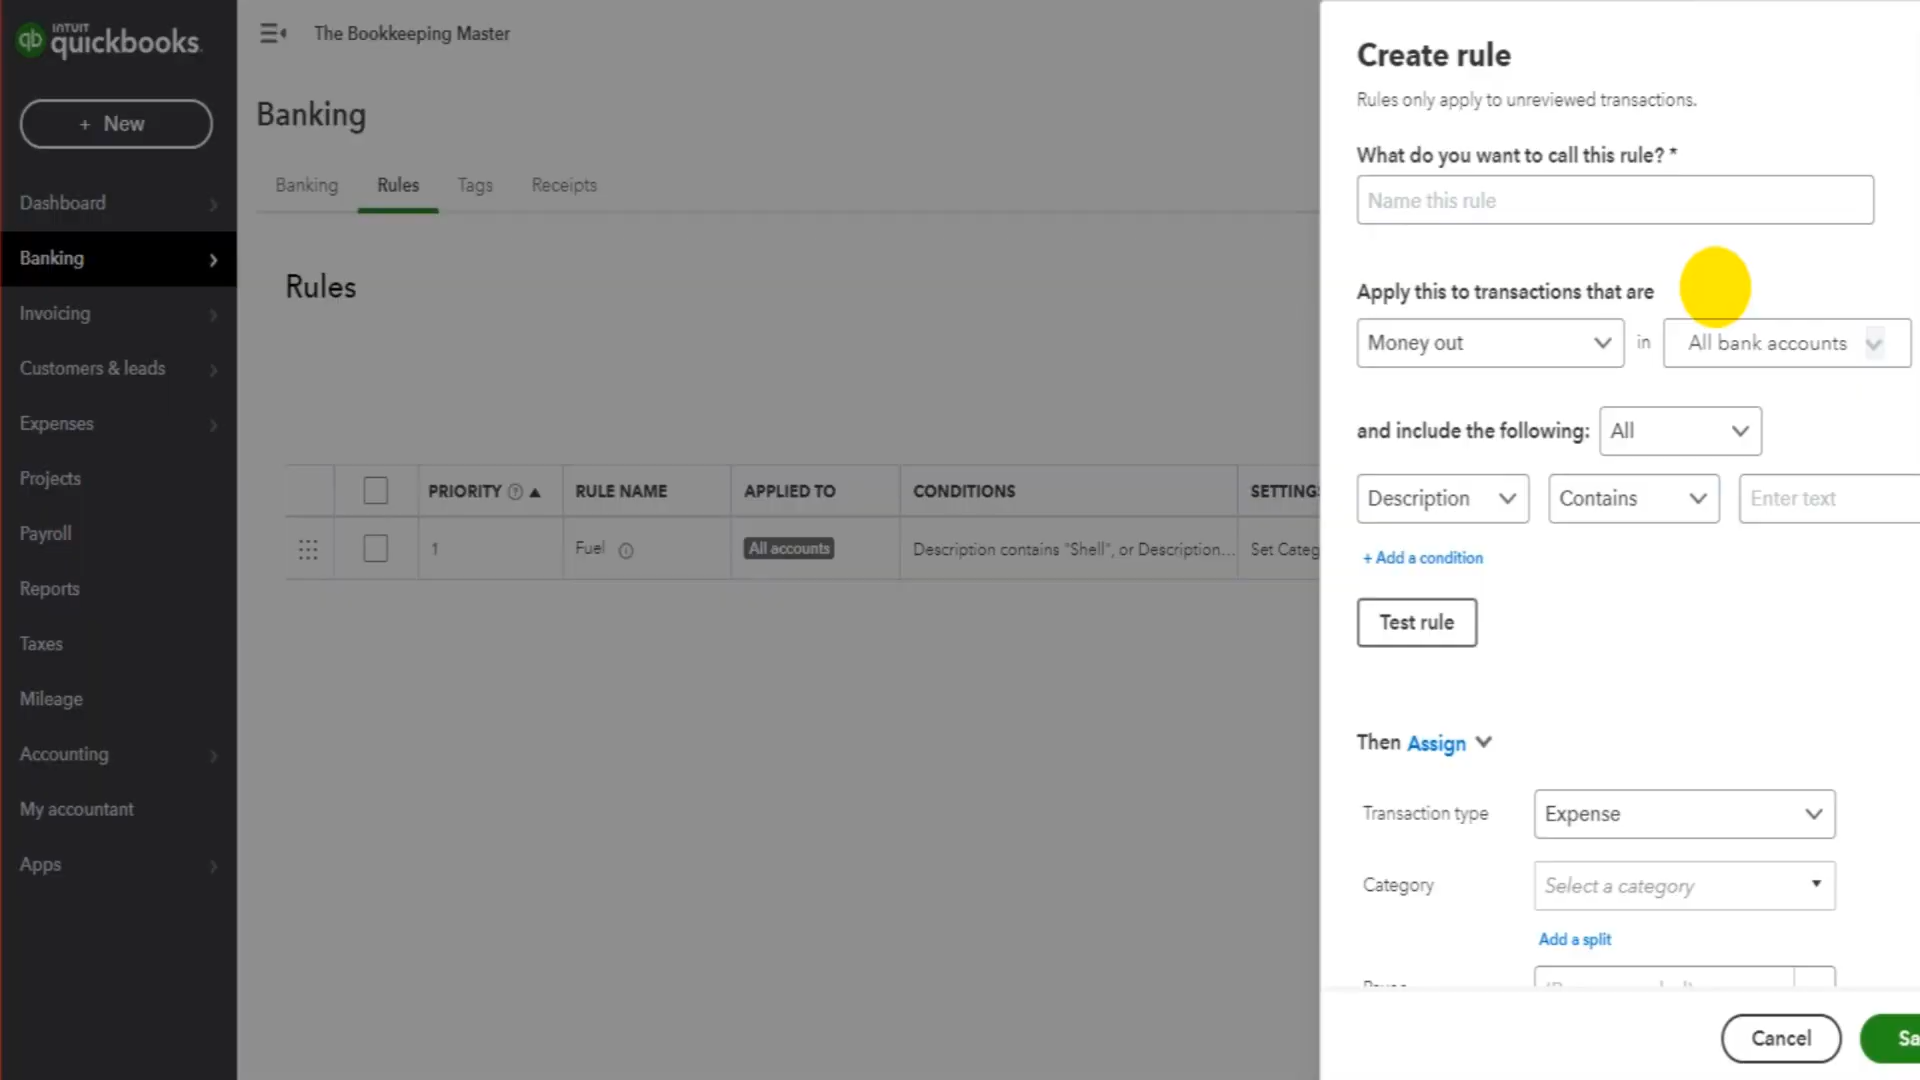 INTUIT
qb quickbooks.
+ New
Dashboard
Banking
Invoicing
Customers & leads
Expenses
Projects
Payroll
Reports
Taxes
Mileage
Accounting
My accountant
Apps
The Bookkeeping Master
Banking
Banking Rules Tags Receipts
Rules
PRIORITY RULE NAME APPLIED TO CONDITIONS SETTINGS
1 Fuel All accounts Description contains "Shell", or Description... Set Categ
Create rule
Rules only apply to unreviewed transactions.
What do you want to call this rule? *
Name this rule
Apply this to transactions that are
Money out in All bank accounts
and include the following: All
Description Contains Enter text
+ Add a condition
Test rule
Then Assign
Transaction type Expense
Category Select a category
Add a split
Cancel Sa